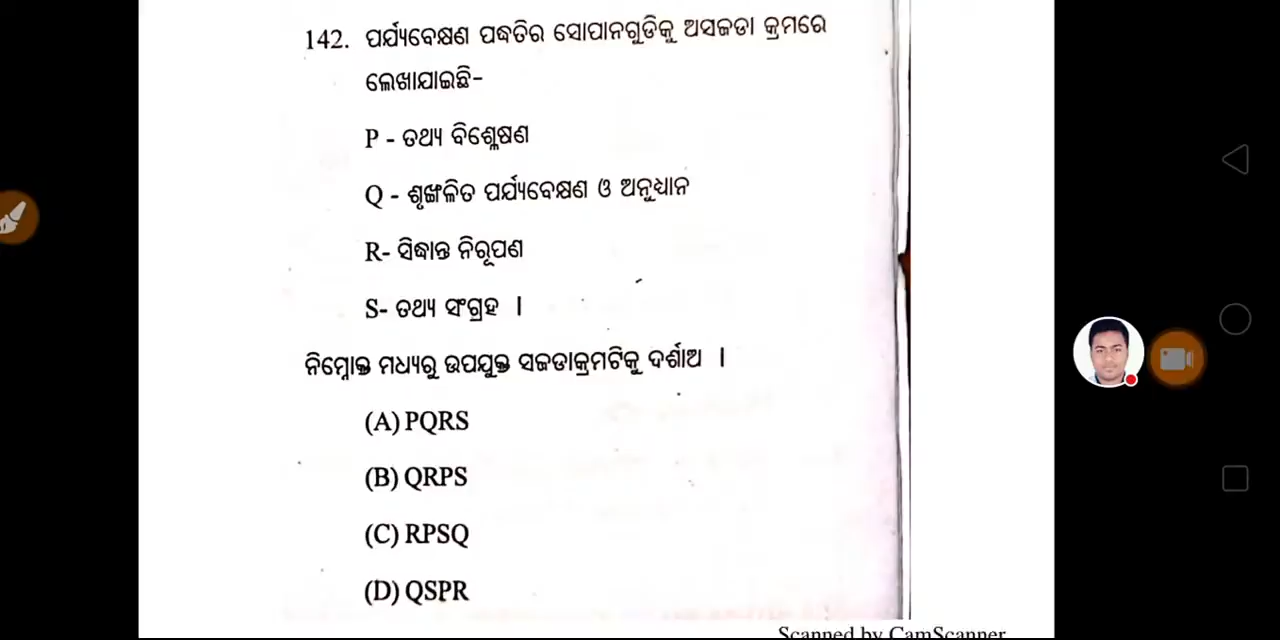 142. ପର୍ଯ୍ୟବେକ୍ଷଣ ପଦ୍ଧତିର ସୋପାନଗୁଡିକୁ ଅସଜଡା କ୍ରମରେ
ଲେଖାଯାଇଛି-
P - ତଥ୍ୟ ବିଶ୍ଳେଷଣ
Q - ଶୃଙ୍ଖଳିତ ପର୍ଯ୍ୟବେକ୍ଷଣ ଓ ଅନୁଧ୍ୟାନ
R- ସିଦ୍ଧାନ୍ତ ନିରୂପଣ
S- ତଥ୍ୟ ସଂଗ୍ରହ ।
ନିମ୍ନୋକ୍ତ ମଧ୍ୟରୁ ଉପଯୁକ୍ତ ସଜଡାକ୍ରମଟିକୁ ଦର୍ଶାଅ ।
(A) PQRS
(B) QRPS
(C) RPSQ
(D) QSPR
Scanned by CamScanner